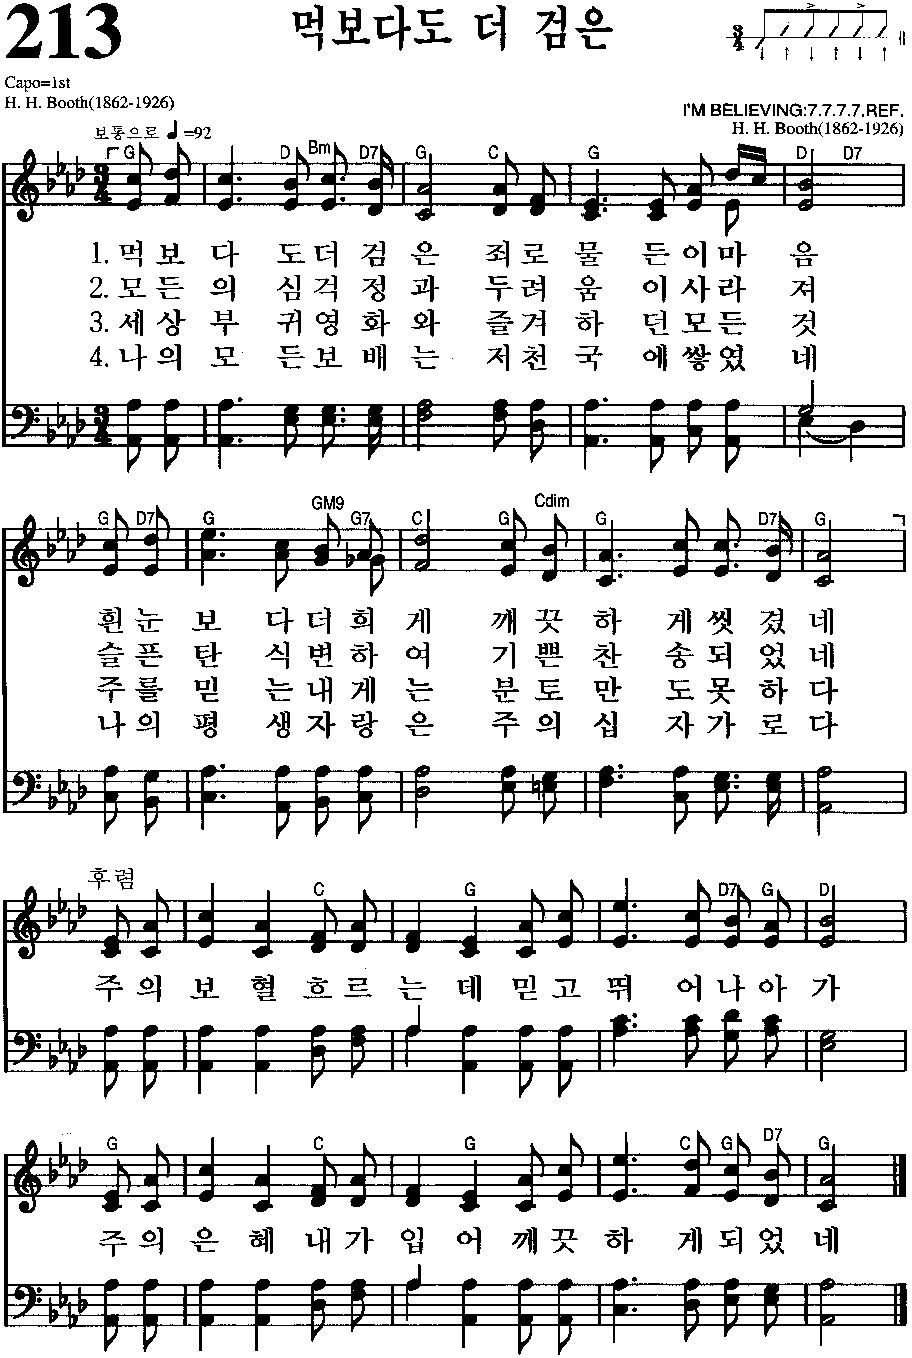 213
먹보다도 더 검은
Capo=1st
H. H. Booth(1862-1926)
I'M BELIEVING:7.7.7.7.REF.
H. H. Booth(1862-1926)
보통으로 =92
G D Bm D7 G C G D D7
1. 먹 보 다 도 더 검 은 죄 로 물 든 이 마 음
2. 모 든 의 심 걱 정 과 두 려 움 이 사 라 져
3. 세 상 부 귀 영 화 와 즐 겨 하 던 모 든 것
4. 나 의 모 든 보 배 는 저 천 국 에 쌓 였 네
G D7 G GM9 G7 C G Cdim G D7 G
흰 눈 보 다 더 희 게 깨 끗 하 게 씻 겼 네
슬 픈 탄 식 변 하 여 기 쁜 찬 송 되 었 네
주 를 믿 는 내 게 는 분 토 만 도 못 하 다
나 의 평 생 자 랑 은 주 의 십 자 가 로 다
후렴
C G D7 G D
주 의 보 혈 흐 르 는 데 믿 고 뛰 어 나 아 가
G C G C G D7 G
주 의 은 혜 내 가 입 어 깨 끗 하 게 되 었 네